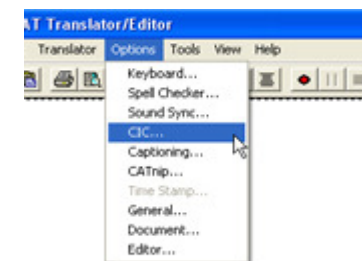 AT Translator/Editor
Translator Options Tools View Help
Keyboard...
Spell Checker...
Sound Sync...
CIC...
Captioning...
CATnip...
Time Stamp...
General...
Document...
Editor...